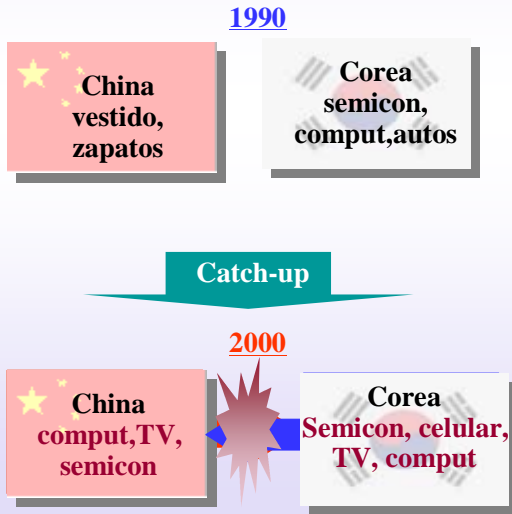 1990
China
vestido,
zapatos
Corea
semicon,
comput,autos
Catch-up
2000
China
comput,TV,
semicon
Corea
Semicon, celular,
TV, comput